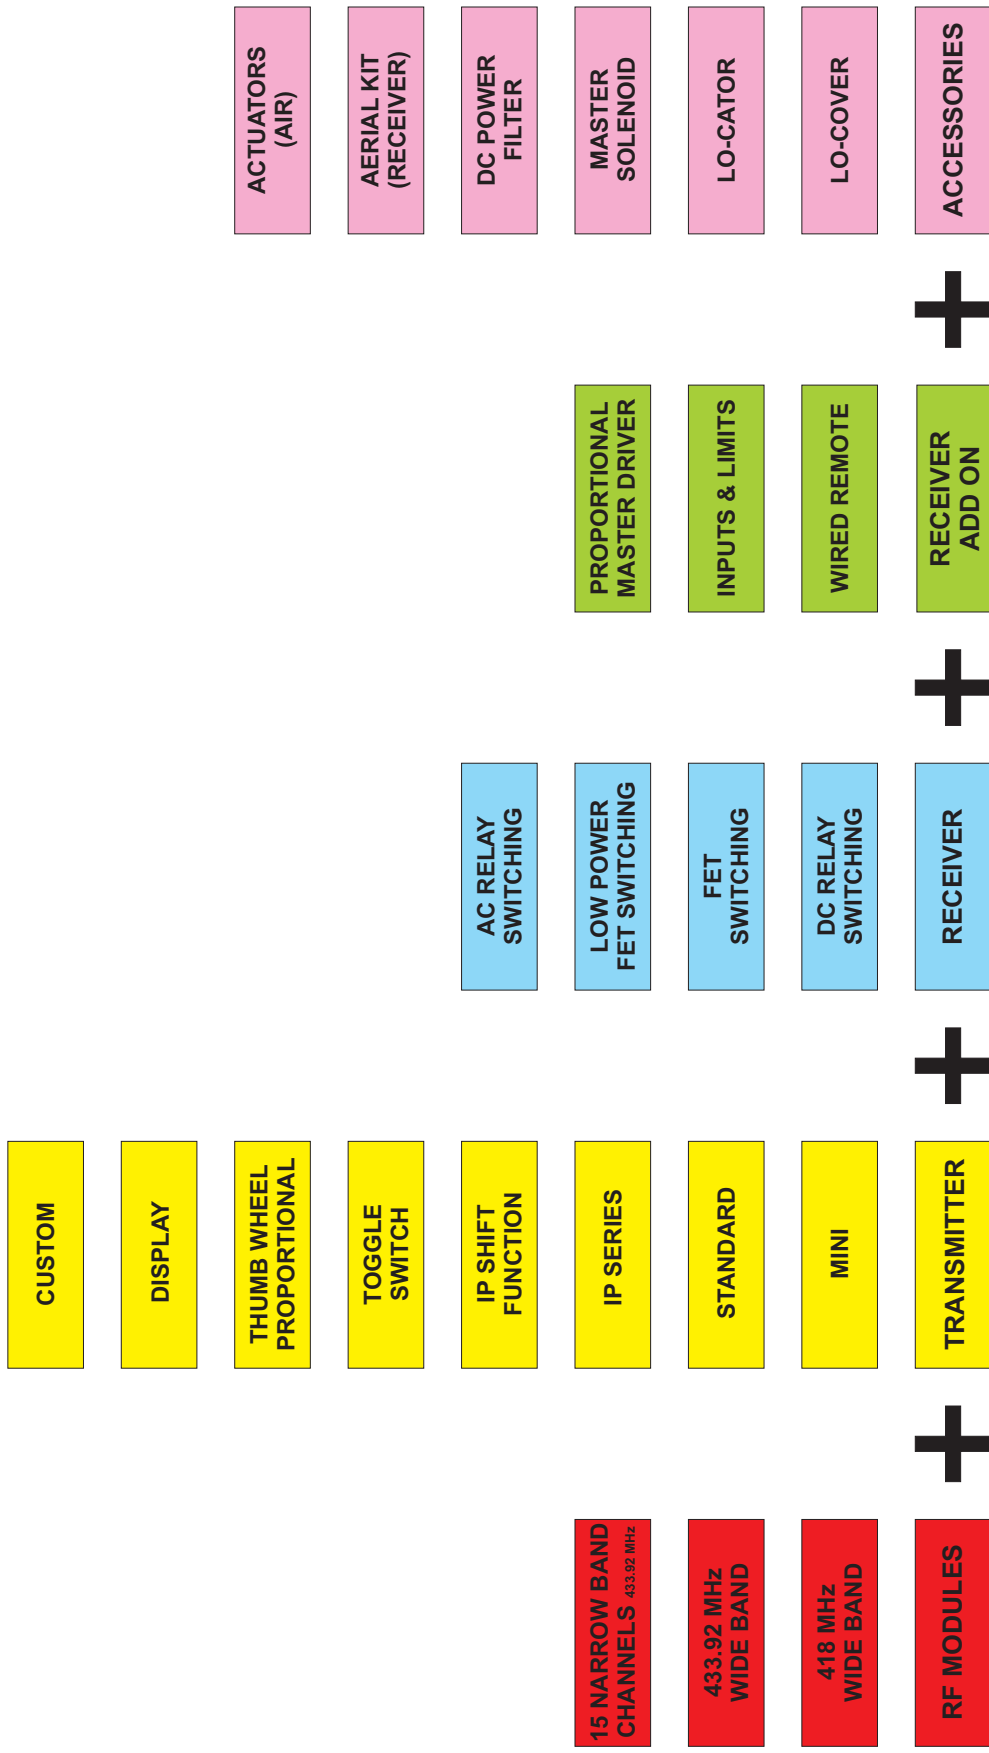 CUSTOM
DISPLAY
THUMB WHEEL
PROPORTIONAL
TOGGLE
SWITCH
IP SHIFT
FUNCTION
IP SERIES
STANDARD
MINI
TRANSMITTER
15 NARROW BAND
CHANNELS 433.92 MHz
433.92 MHz
WIDE BAND
418 MHz
WIDE BAND
RF MODULES
+
AC RELAY
SWITCHING
LOW POWER
FET SWITCHING
FET
SWITCHING
DC RELAY
SWITCHING
RECEIVER
+
PROPORTIONAL
MASTER DRIVER
INPUTS & LIMITS
WIRED REMOTE
RECEIVER
ADD ON
+
ACTUATORS
(AIR)
AERIAL KIT
(RECEIVER)
DC POWER
FILTER
MASTER
SOLENOID
LO-CATOR
LO-COVER
ACCESSORIES
+